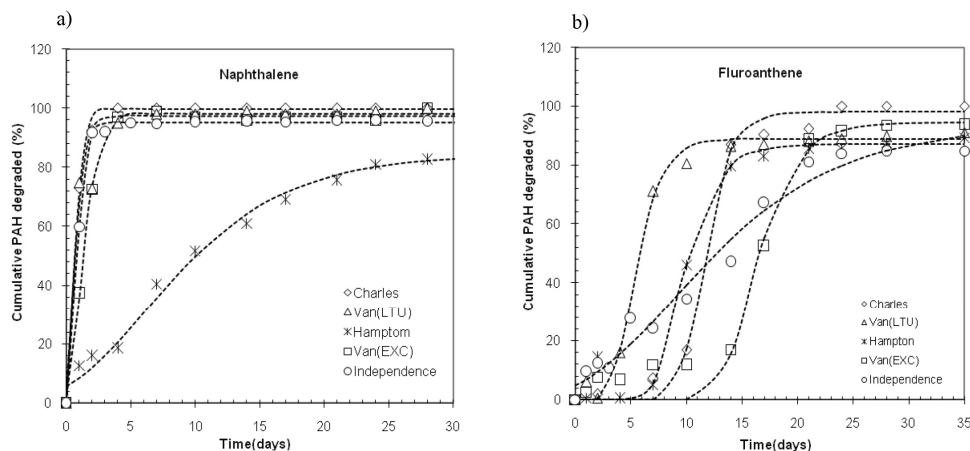 a)
Naphthalene
Cumulative PAH degraded (%)
120
100
80
60
40
20
0
Charles
Van(LTU)
Hamptom
Van(EXC)
Independence
0 5 10 15 20 25 30
Time(days)
b)
Fluroanthene
Cumulative PAH degraded (%)
120
100
80
60
40
20
0
Charles
Van(LTU)
Hampton
Van(EXC)
Independence
0 5 10 15 20 25 30 35
Time(days)